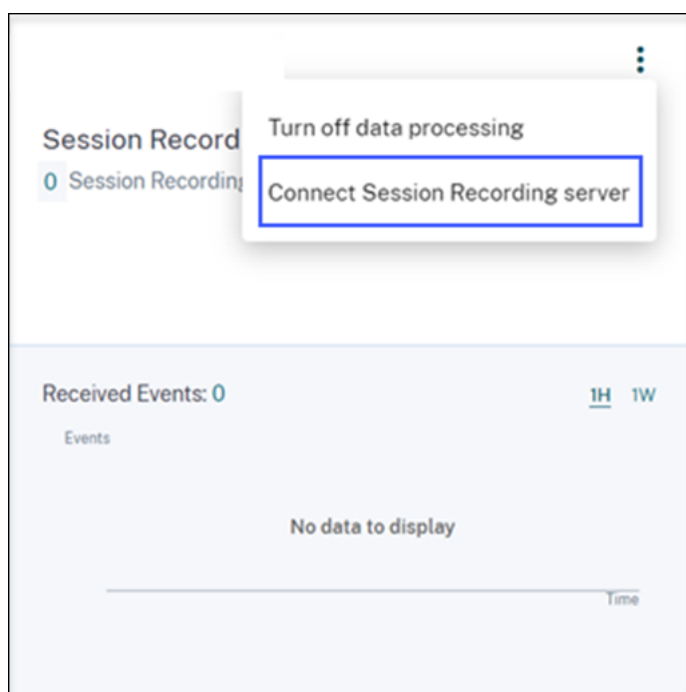 Turn off data processing
Session Record
0 Session Recording
Connect Session Recording server
Received Events: 0
1H 1W
Events
No data to display
Time